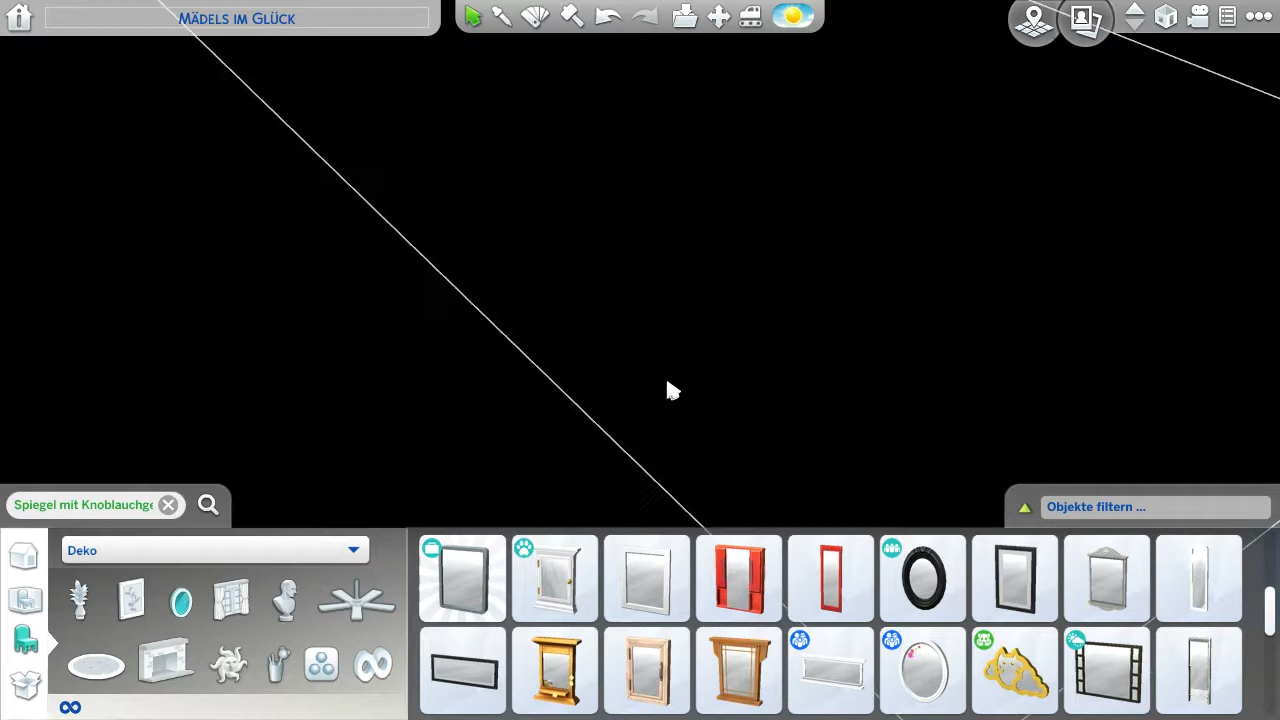 Mädels im Glück
Spiegel mit Knoblauchge
Objekte filtern ...
Deko